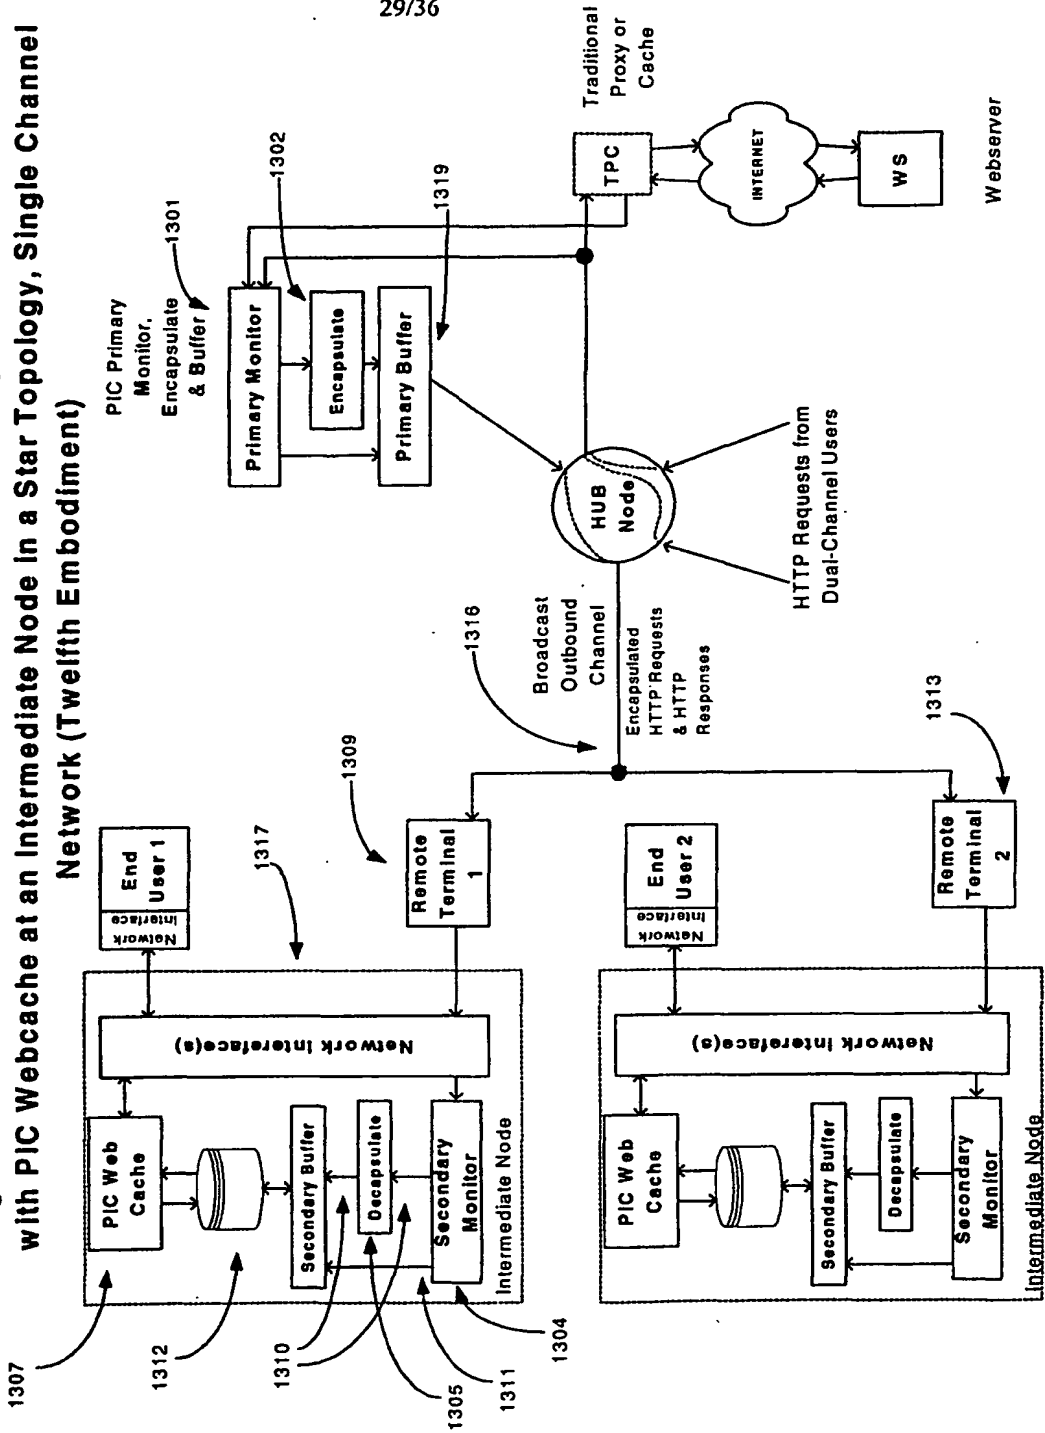 29/36
with PIC Webcache at an Intermediate Node in a Star Topology, Single Channel
Network (Twelfth Embodiment)
PIC Primary
Monitor,
Encapsulate
& Buffer
1301
1302
1319
Primary Monitor
Encapsulate
Primary Buffer
Traditional
Proxy or
Cache
TPC
INTERNET
WS
Webserver
HUB
Node
HTTP Requests from
Dual-Channel Users
Broadcast
Outbound
Channel
1316
Encapsulated
HTTP Requests
& HTTP
Responses
1309
1313
Remote
Terminal
1
Remote
Terminal
2
End
User 1
Network
Interface
1317
Network Intereface(s)
PIC Web
Cache
Secondary Buffer
Decapsulate
Secondary
Monitor
Intermediate Node
1307
1312
1310
1305
1311
1304
End
User 2
Network
Interface
Network Intereface(s)
PIC Web
Cache
Secondary Buffer
Decapsulate
Secondary
Monitor
Intermediate Node